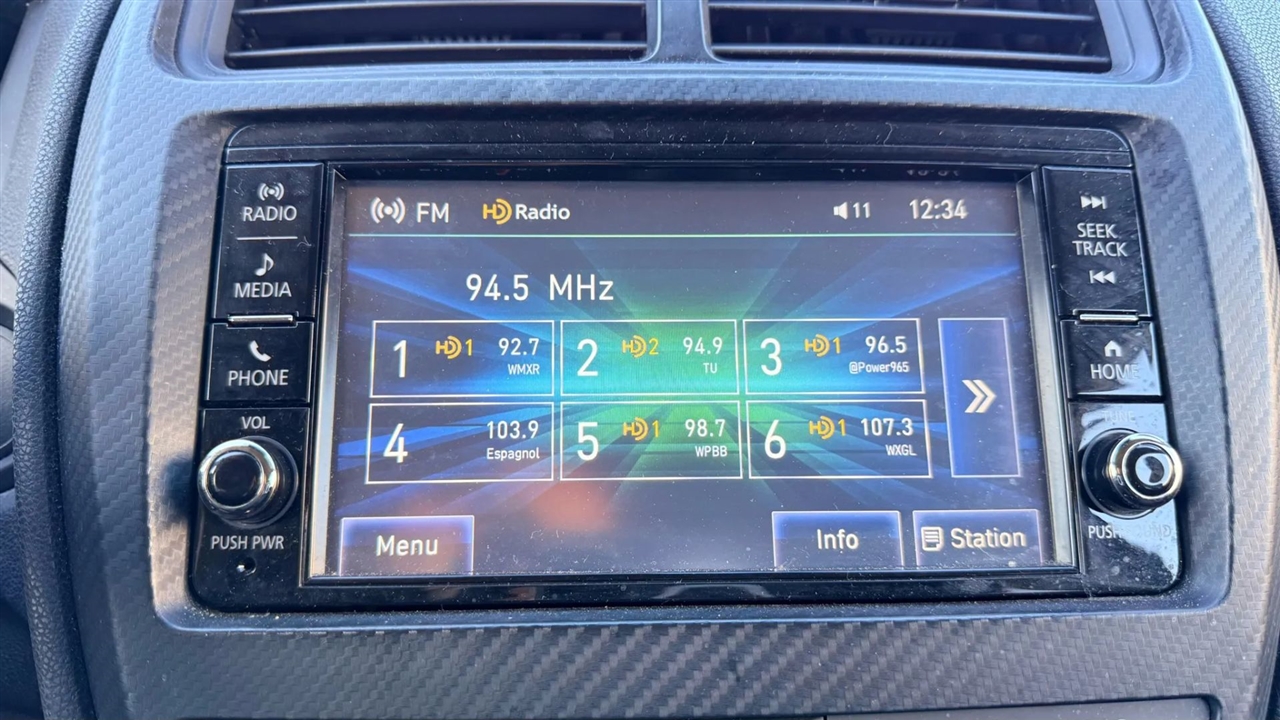 RADIO
MEDIA
PHONE
VOL
PUSH PWR
FM HD Radio 11 12:34
94.5 MHz
1 HD1 92.7
WMXR
2 HD2 94.9
TU
3 HD1 96.5
@Power965
4 103.9
Espagnol
5 HD1 98.7
WPBB
6 HD1 107.3
WXGL
Menu Info Station
SEEK
TRACK
HOME
TUNE
PUSH